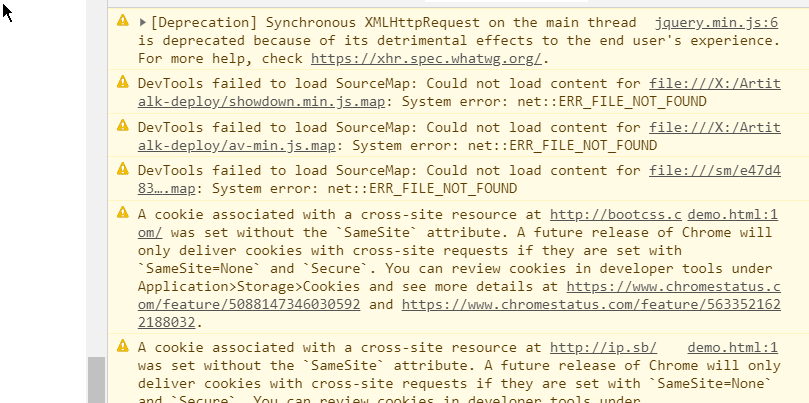 [Deprecation] Synchronous XMLHttpRequest on the main thread jquery.min.js:6
is deprecated because of its detrimental effects to the end user's experience.
For more help, check https://xhr.spec.whatwg.org/.
DevTools failed to load SourceMap: Could not load content for file:///X:/Artit
alk-deploy/showdown.min.js.map: System error: net::ERR_FILE_NOT_FOUND
DevTools failed to load SourceMap: Could not load content for file:///X:/Artit
alk-deploy/av-min.js.map: System error: net::ERR_FILE_NOT_FOUND
DevTools failed to load SourceMap: Could not load content for file:///sm/e47d4
83….map: System error: net::ERR_FILE_NOT_FOUND
A cookie associated with a cross-site resource at http://bootcss.c demo.html:1
om/ was set without the `SameSite` attribute. A future release of Chrome will
only deliver cookies with cross-site requests if they are set with
`SameSite=None` and `Secure`. You can review cookies in developer tools under
Application>Storage>Cookies and see more details at https://www.chromestatus.c
om/feature/5088147346030592 and https://www.chromestatus.com/feature/563352162
2188032.
A cookie associated with a cross-site resource at http://ip.sb/ demo.html:1
was set without the `SameSite` attribute. A future release of Chrome will only
deliver cookies with cross-site requests if they are set with `SameSite=None`
and `Secure`. You can review cookies in developer tools under